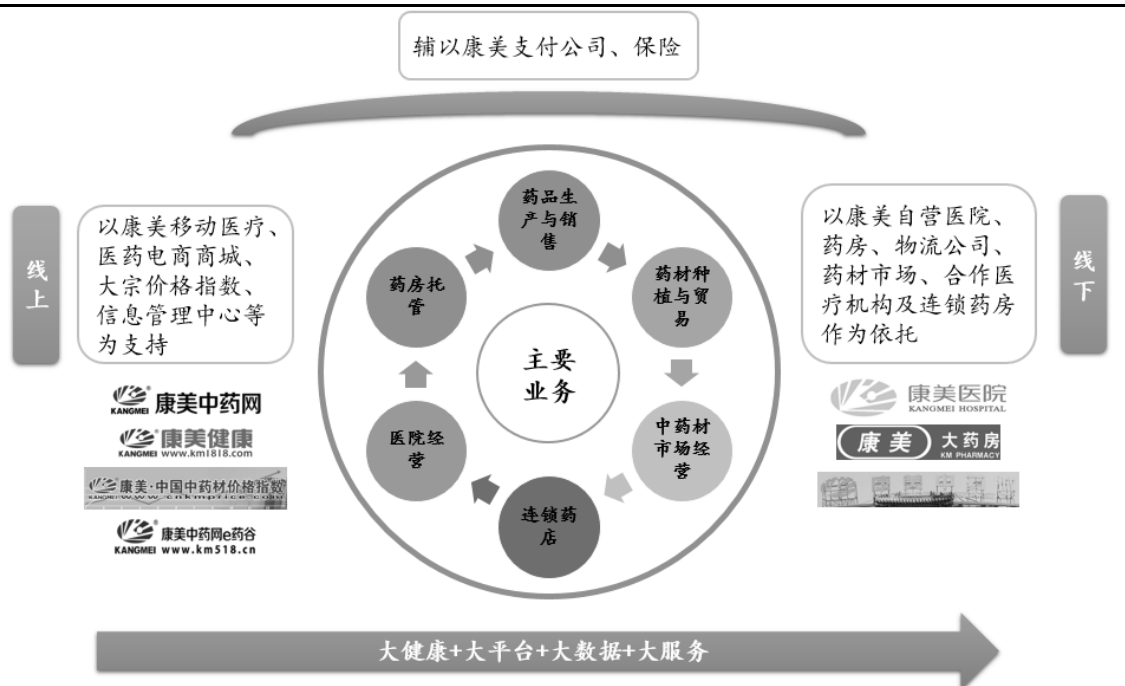 辅以康美支付公司、保险
线
上
以康美移动医疗、
医药电商商城、
大宗价格指数、
信息管理中心等
为支持
康美中药网
KANGMEI
康美健康
KANGMEI www.km1818.com
康美·中国中药材价格指数
康美中药网e药谷
KANGMEI www.km518.cn
药品生
产与销
售
药材种
植与贸
易
中药材
市场经
营
连锁药
店
医院经
营
药房托
管
主要
业务
以康美自营医院、
药房、物流公司、
药材市场、合作医
疗机构及连锁药房
作为依托
线
下
康美医院
KANGMEI HOSPITAL
康美 大药房
KM PHARMACY
大健康+大平台+大数据+大服务